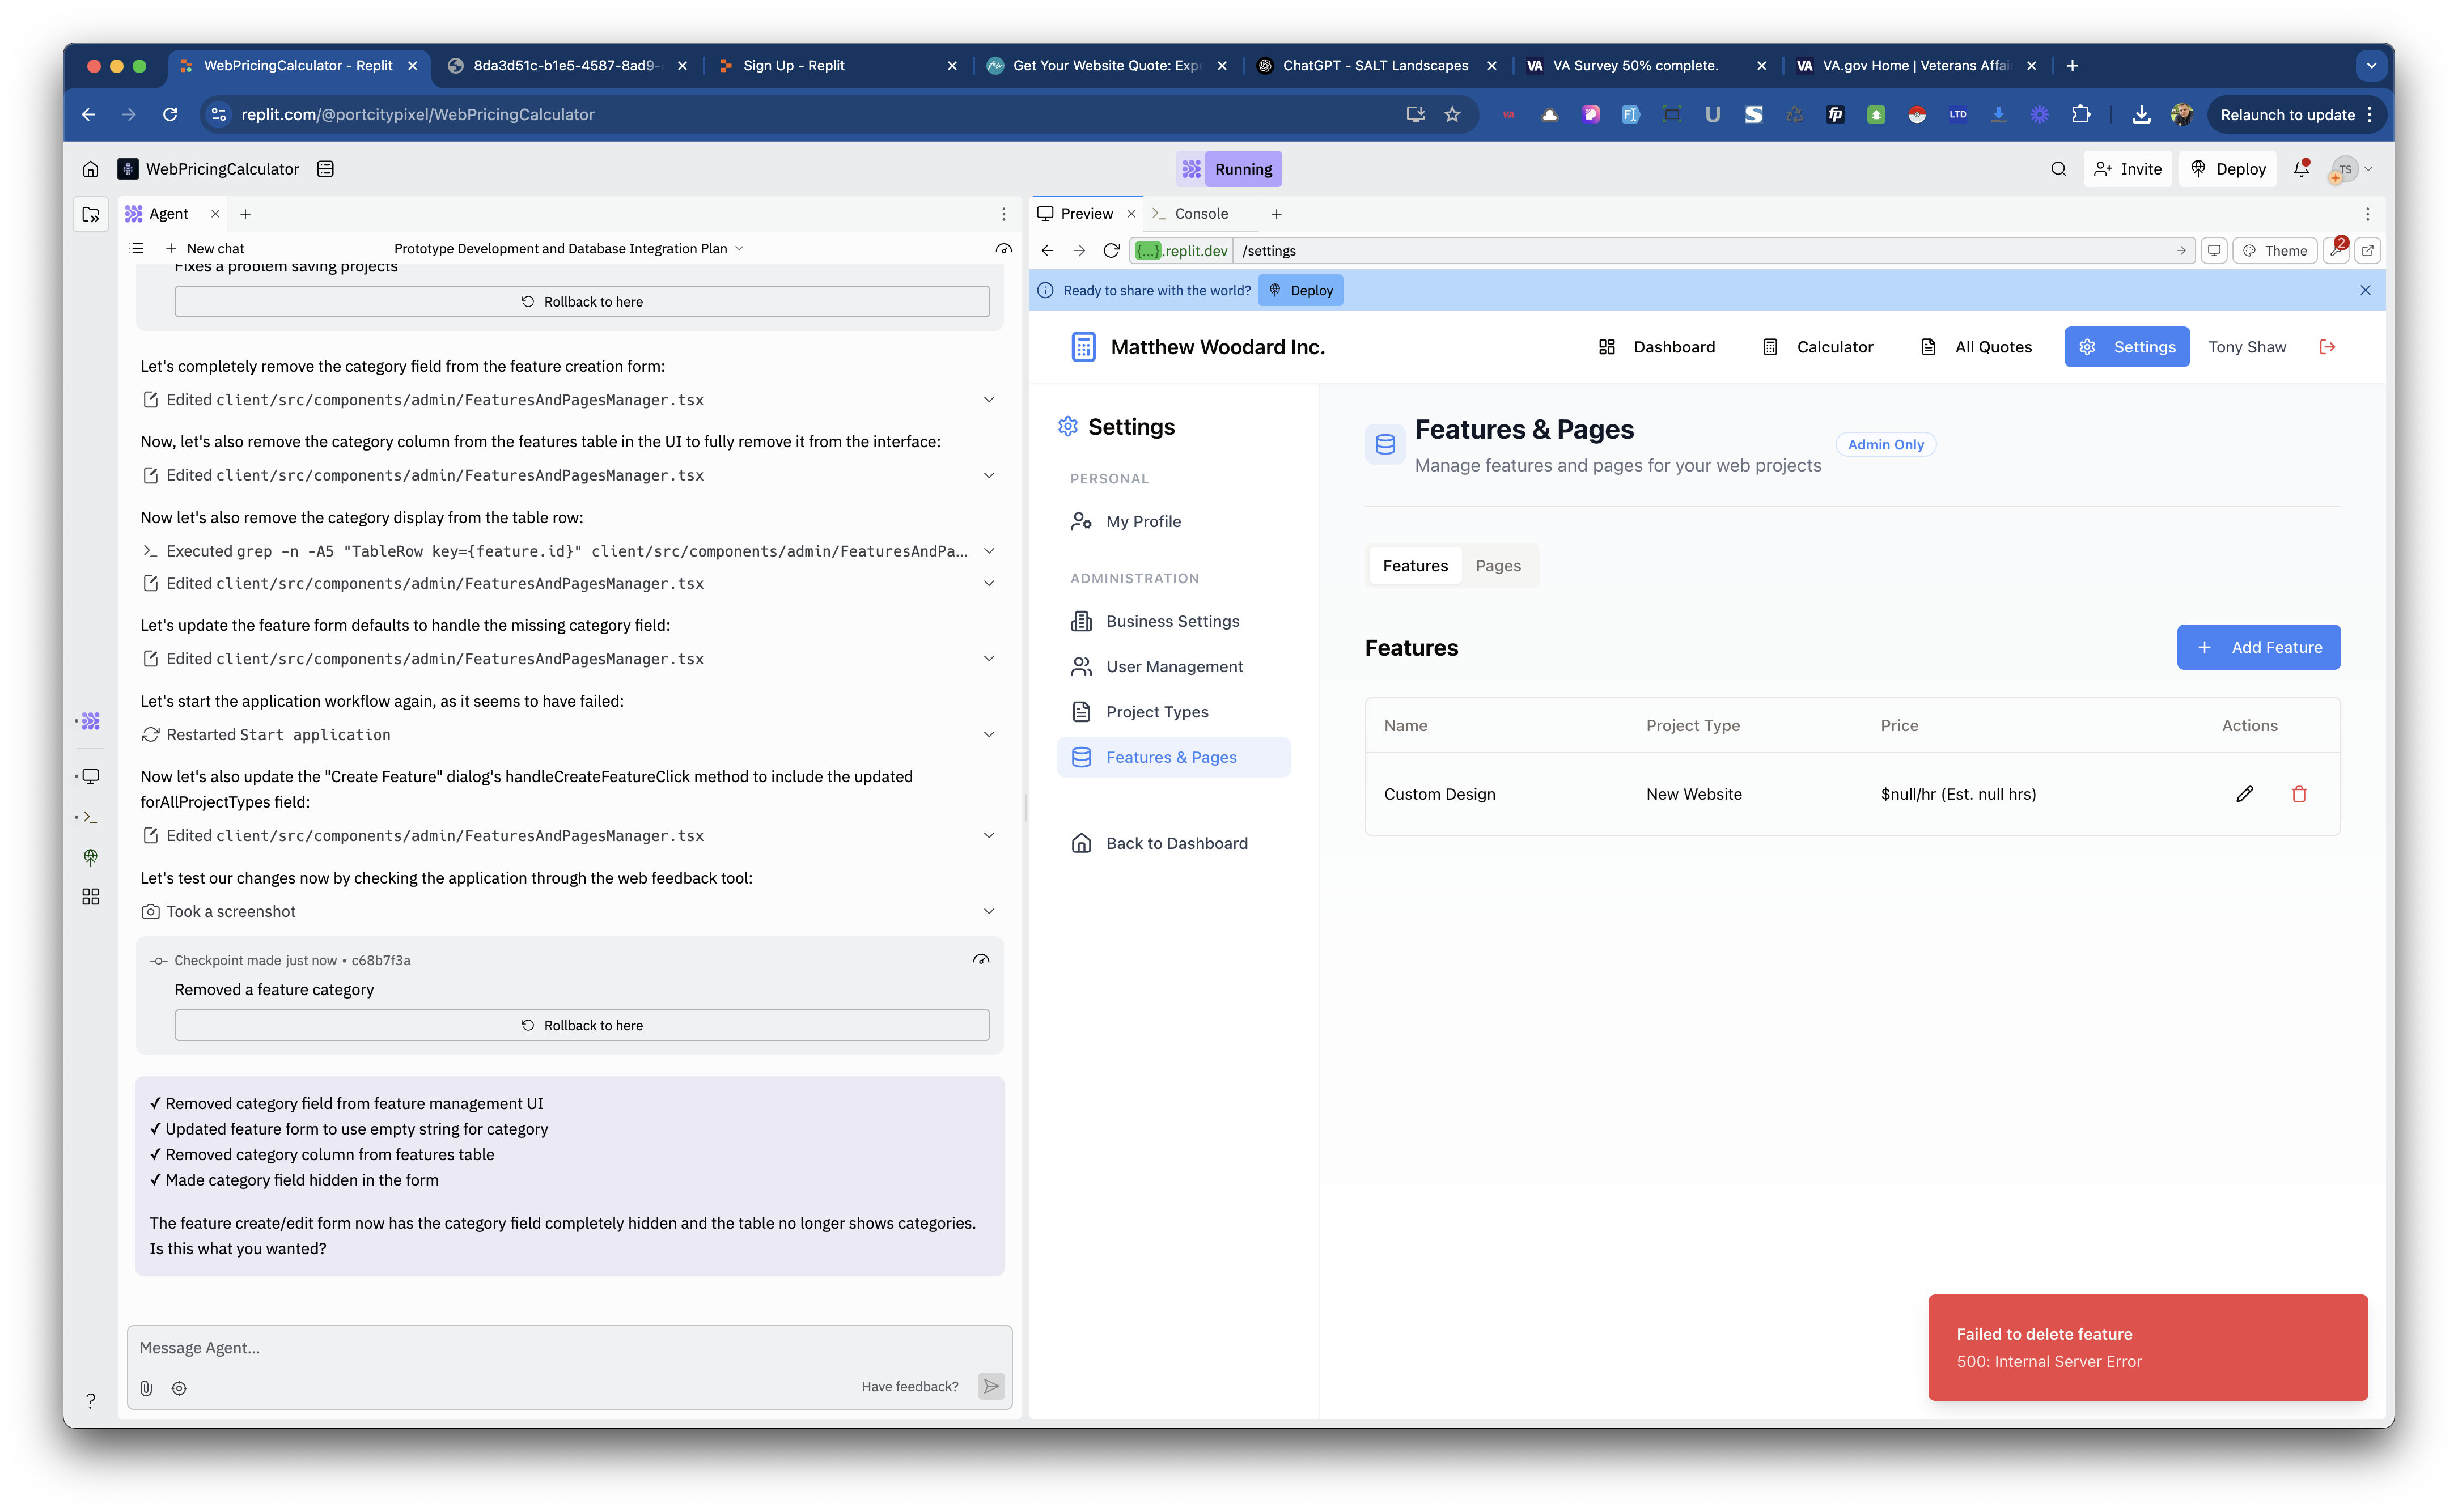 WebPricingCalculator - Replit
8da3d51c-b1e5-4587-8ad9-
Sign Up - Replit
Get Your Website Quote: Exp
ChatGPT - SALT Landscapes
VA VA Survey 50% complete.
VA VA.gov Home | Veterans Affai
replit.com/@portcitypixel/WebPricingCalculator
VA
U
S
fp
LTD
Relaunch to update
WebPricingCalculator
Running
Invite
Deploy
TS
Agent
New chat
Prototype Development and Database Integration Plan
Fixes a problem saving projects
Rollback to here
Let's completely remove the category field from the feature creation form:
Edited client/src/components/admin/FeaturesAndPagesManager.tsx
Now, let's also remove the category column from the features table in the UI to fully remove it from the interface:
Edited client/src/components/admin/FeaturesAndPagesManager.tsx
Now let's also remove the category display from the table row:
Executed grep -n -A5 "TableRow key={feature.id}" client/src/components/admin/FeaturesAndPa...
Edited client/src/components/admin/FeaturesAndPagesManager.tsx
Let's update the feature form defaults to handle the missing category field:
Edited client/src/components/admin/FeaturesAndPagesManager.tsx
Let's start the application workflow again, as it seems to have failed:
Restarted Start application
Now let's also update the "Create Feature" dialog's handleCreateFeatureClick method to include the updated
forAllProjectTypes field:
Edited client/src/components/admin/FeaturesAndPagesManager.tsx
Let's test our changes now by checking the application through the web feedback tool:
Took a screenshot
Checkpoint made just now • c68b7f3a
Removed a feature category
Rollback to here
✓ Removed category field from feature management UI
✓ Updated feature form to use empty string for category
✓ Removed category column from features table
✓ Made category field hidden in the form
The feature create/edit form now has the category field completely hidden and the table no longer shows categories.
Is this what you wanted?
Message Agent...
Have feedback?
?
Preview
Console
{...}.replit.dev /settings
Theme
2
Ready to share with the world? Deploy
Matthew Woodard Inc.
Dashboard
Calculator
All Quotes
Settings
Tony Shaw
Settings
PERSONAL
My Profile
ADMINISTRATION
Business Settings
User Management
Project Types
Features & Pages
Back to Dashboard
Features & Pages
Manage features and pages for your web projects
Admin Only
Features Pages
Features
+ Add Feature
Name Project Type Price Actions
Custom Design New Website $null/hr (Est. null hrs)
Failed to delete feature
500: Internal Server Error